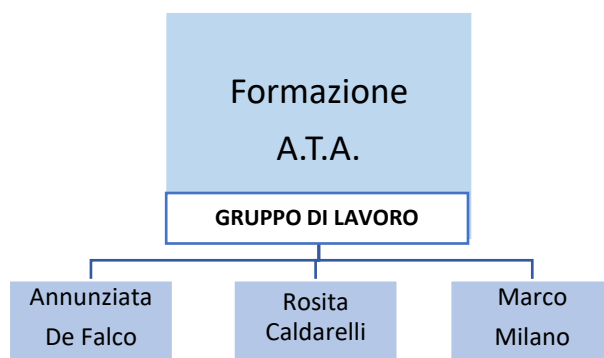 Formazione
A.T.A.
GRUPPO DI LAVORO
Annunziata
De Falco
Rosita
Caldarelli
Marco
Milano